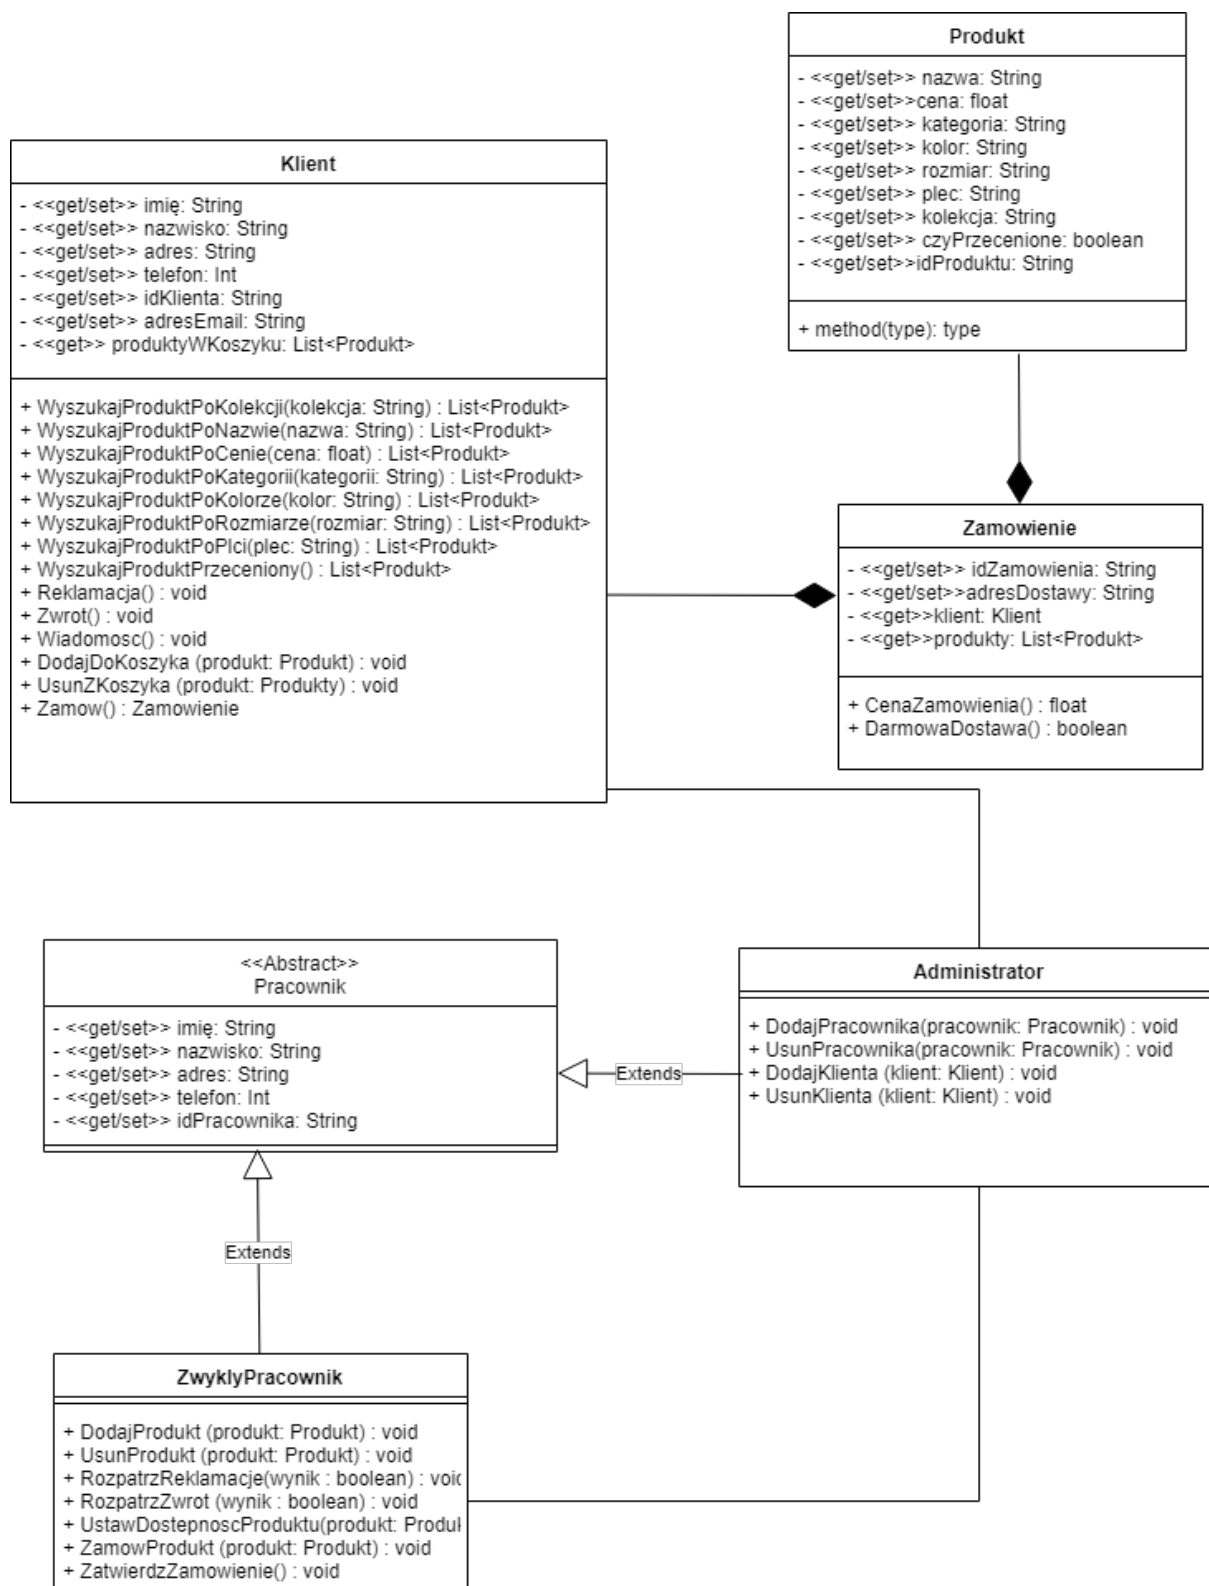 Produkt
- <<get/set>> nazwa: String
- <<get/set>>cena: float
- <<get/set>> kategoria: String
- <<get/set>> kolor: String
- <<get/set>> rozmiar: String
- <<get/set>> plec: String
- <<get/set>> kolekcja: String
- <<get/set>> czyPrzecenione: boolean
- <<get/set>>idProduktu: String
+ method(type): type
Klient
- <<get/set>> imię: String
- <<get/set>> nazwisko: String
- <<get/set>> adres: String
- <<get/set>> telefon: Int
- <<get/set>> idKlienta: String
- <<get/set>> adresEmail: String
- <<get>> produktyWKoszyku: List<Produkt>
+ WyszukajProduktPoKolekcji(kolekcja: String) : List<Produkt>
+ WyszukajProduktPoNazwie(nazwa: String) : List<Produkt>
+ WyszukajProduktPoCenie(cena: float) : List<Produkt>
+ WyszukajProduktPoKategorii(kategorii: String) : List<Produkt>
+ WyszukajProduktPoKolorze(kolor: String) : List<Produkt>
+ WyszukajProduktPoRozmiarze(rozmiar: String) : List<Produkt>
+ WyszukajProduktPoPlci(plec: String) : List<Produkt>
+ WyszukajProduktPrzeceniony() : List<Produkt>
+ Reklamacja() : void
+ Zwrot() : void
+ Wiadomosc() : void
+ DodajDoKoszyka (produkt: Produkt) : void
+ UsunZKoszyka (produkt: Produkty) : void
+ Zamow() : Zamowienie
Zamowienie
- <<get/set>> idZamowienia: String
- <<get/set>>adresDostawy: String
- <<get>>klient: Klient
- <<get>>produkty: List<Produkt>
+ CenaZamowienia() : float
+ DarmowaDostawa() : boolean
<<Abstract>>
Pracownik
- <<get/set>> imię: String
- <<get/set>> nazwisko: String
- <<get/set>> adres: String
- <<get/set>> telefon: Int
- <<get/set>> idPracownika: String
Extends
Administrator
+ DodajPracownika(pracownik: Pracownik) : void
+ UsunPracownika(pracownik: Pracownik) : void
+ DodajKlienta (klient: Klient) : void
+ UsunKlienta (klient: Klient) : void
Extends
ZwyklyPracownik
+ DodajProdukt (produkt: Produkt) : void
+ UsunProdukt (produkt: Produkt) : void
+ RozpatrzReklamacje(wynik : boolean) : voic
+ RozpatrzZwrot (wynik : boolean) : void
+ UstawDostepnoscProduktu(produkt: Produl
+ ZamowProdukt (produkt: Produkt) : void
+ ZatwierdzZamowienie() : void